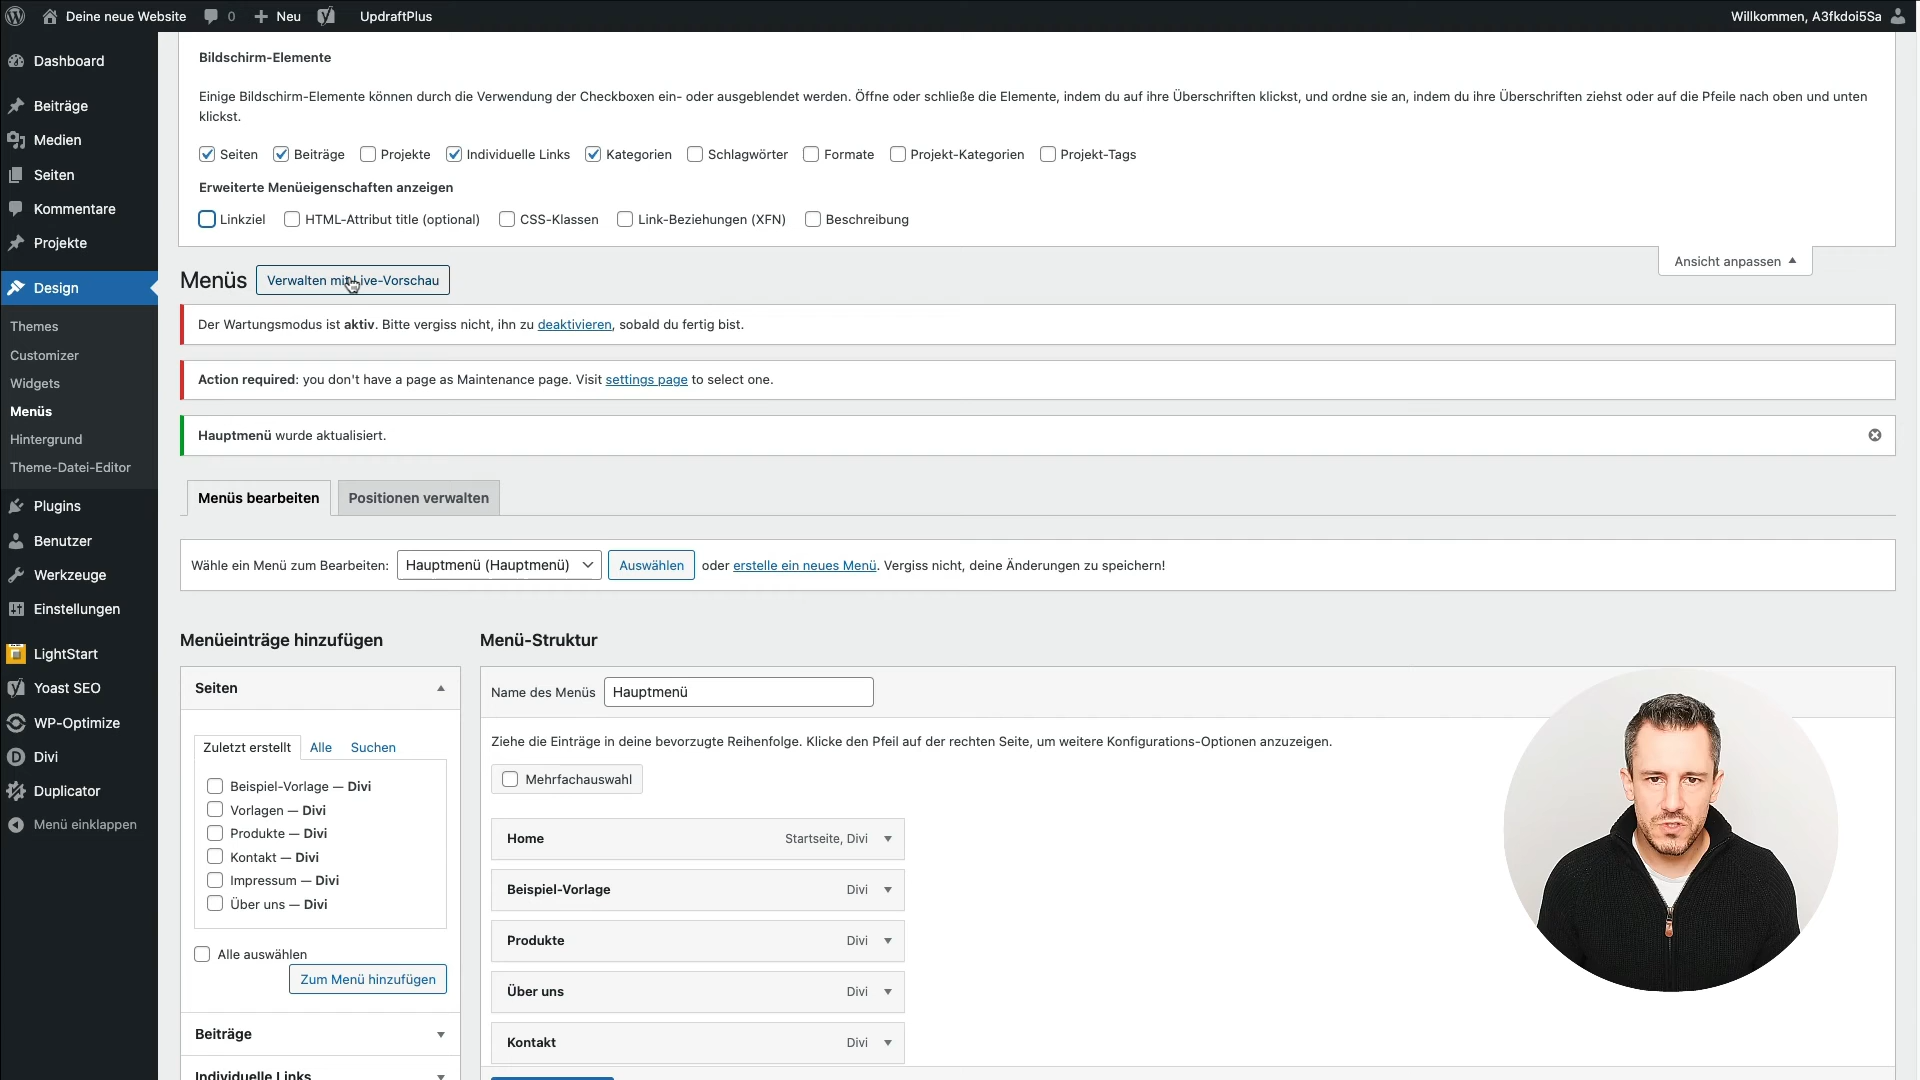 Deine neue Website 0 Neu UpdraftPlus Willkommen, A3fkdoi5Sa
Dashboard
Beiträge
Medien
Seiten
Kommentare
Projekte
Design
Themes
Customizer
Widgets
Menüs
Hintergrund
Theme-Datei-Editor
Plugins
Benutzer
Werkzeuge
Einstellungen
LightStart
Yoast SEO
WP-Optimize
Divi
Duplicator
Menü einklappen
Bildschirm-Elemente
Einige Bildschirm-Elemente können durch die Verwendung der Checkboxen ein- oder ausgeblendet werden. Öffne oder schließe die Elemente, indem du auf ihre Überschriften klickst, und ordne sie an, indem du ihre Überschriften ziehst oder auf die Pfeile nach oben und unten
klickst.
Seiten Beiträge Projekte Individuelle Links Kategorien Schlagwörter Formate Projekt-Kategorien Projekt-Tags
Erweiterte Menüeigenschaften anzeigen
Linkziel HTML-Attribut title (optional) CSS-Klassen Link-Beziehungen (XFN) Beschreibung
Ansicht anpassen
Menüs Verwalten mit Live-Vorschau
Der Wartungsmodus ist aktiv. Bitte vergiss nicht, ihn zu deaktivieren, sobald du fertig bist.
Action required: you don't have a page as Maintenance page. Visit settings page to select one.
Hauptmenü wurde aktualisiert.
Menüs bearbeiten Positionen verwalten
Wähle ein Menü zum Bearbeiten: Hauptmenü (Hauptmenü) Auswählen oder erstelle ein neues Menü. Vergiss nicht, deine Änderungen zu speichern!
Menüeinträge hinzufügen
Seiten
Zuletzt erstellt Alle Suchen
Beispiel-Vorlage — Divi
Vorlagen — Divi
Produkte — Divi
Kontakt — Divi
Impressum — Divi
Über uns — Divi
Alle auswählen
Zum Menü hinzufügen
Beiträge
Individuelle Links
Menü-Struktur
Name des Menüs Hauptmenü
Ziehe die Einträge in deine bevorzugte Reihenfolge. Klicke den Pfeil auf der rechten Seite, um weitere Konfigurations-Optionen anzuzeigen.
Mehrfachauswahl
Home Startseite, Divi
Beispiel-Vorlage Divi
Produkte Divi
Über uns Divi
Kontakt Divi